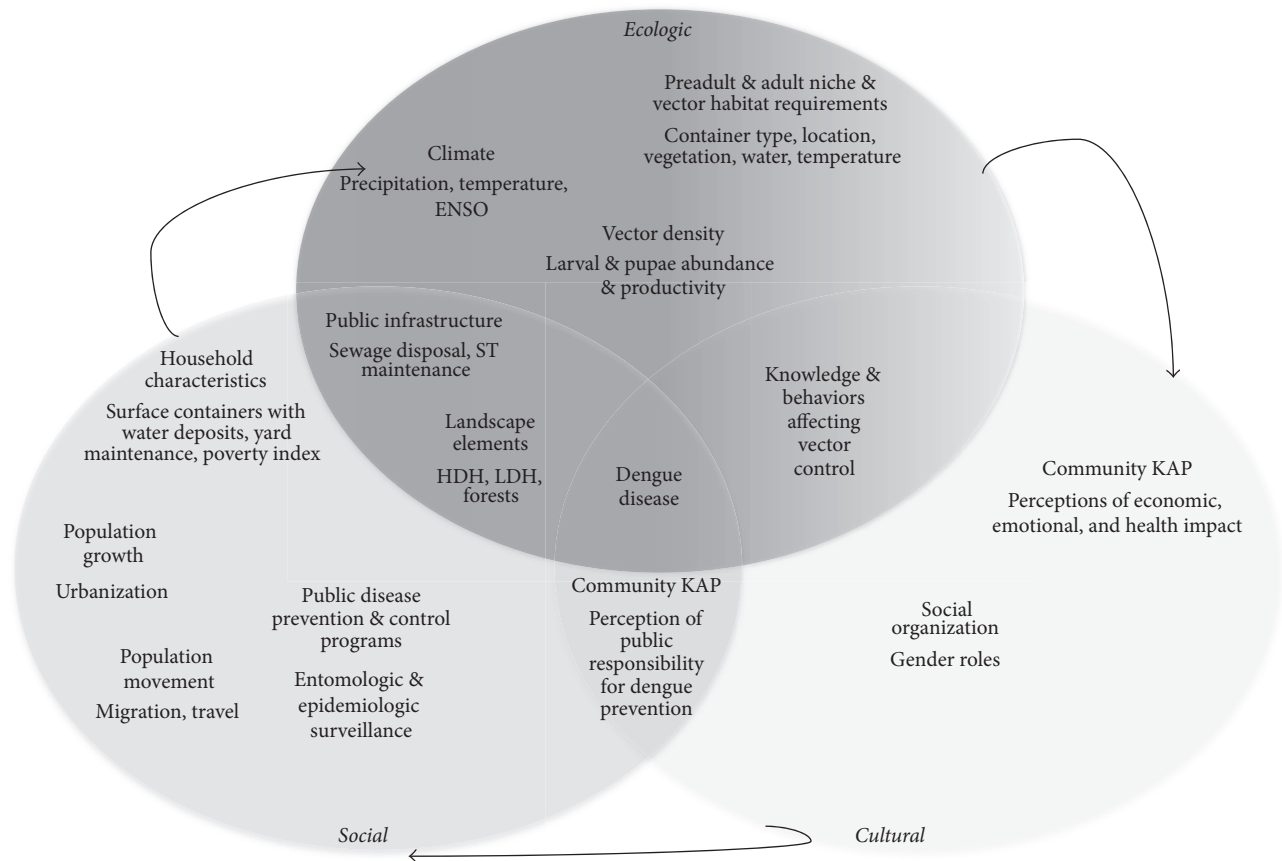 Ecologic
Preadult & adult niche &
vector habitat requirements
Container type, location,
vegetation, water, temperature
Climate
Precipitation, temperature,
ENSO
Vector density
Larval & pupae abundance
& productivity
Public infrastructure
Sewage disposal, ST
maintenance
Landscape
elements
HDH, LDH,
forests
Dengue
disease
Knowledge &
behaviors
affecting
vector
control
Household
characteristics
Surface containers with
water deposits, yard
maintenance, poverty index
Population
growth
Urbanization
Population
movement
Migration, travel
Public disease
prevention & control
programs
Entomologic &
epidemiologic
surveillance
Community KAP
Perception of
public
responsibility
for dengue
prevention
Community KAP
Perceptions of economic,
emotional, and health impact
Social
organization
Gender roles
Social
Cultural